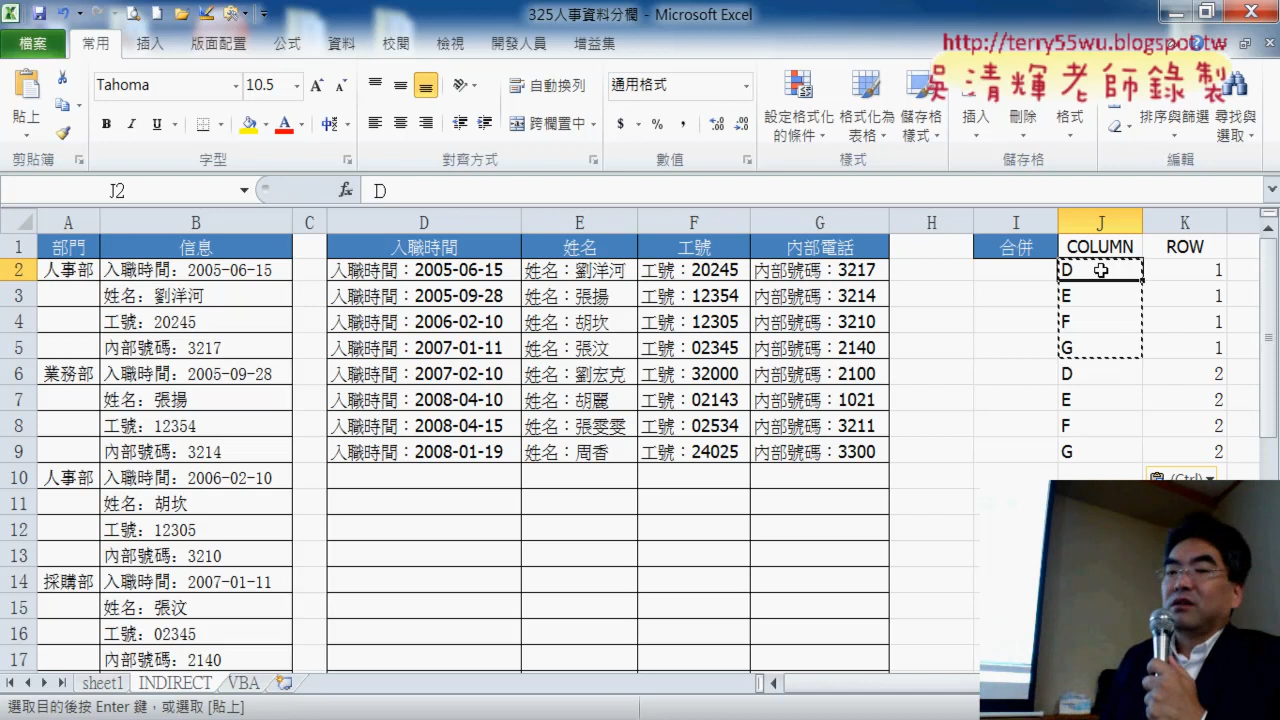 325人事資料分欄 - Microsoft Excel
檔案 常用 插入 版面配置 公式 資料 校閱 檢視 開發人員 增益集
http://terry55wu.blogspot.tw
吳清輝老師錄製
貼上 Tahoma 10.5 自動換列 通用格式 設定格式化的條件 格式化為表格 儲存格樣式 插入 刪除 格式 排序與篩選 尋找與選取
B I U A 跨欄置中 $ % ,
剪貼簿 字型 對齊方式 數值 樣式 儲存格 編輯
J2 fx D
A B C D E F G H I J K
1 部門 信息 入職時間 姓名 工號 內部電話 合併 COLUMN ROW
2 人事部 入職時間: 2005-06-15 入職時間：2005-06-15 姓名：劉洋河 工號：20245 內部號碼：3217 D 1
3 姓名: 劉洋河 入職時間：2005-09-28 姓名：張揚 工號：12354 內部號碼：3214 E 1
4 工號: 20245 入職時間：2006-02-10 姓名：胡坎 工號：12305 內部號碼：3210 F 1
5 內部號碼: 3217 入職時間：2007-01-11 姓名：張汶 工號：02345 內部號碼：2140 G 1
6 業務部 入職時間: 2005-09-28 入職時間：2007-02-10 姓名：劉宏克 工號：32000 內部號碼：2100 D 2
7 姓名: 張揚 入職時間：2008-04-10 姓名：胡麗 工號：02143 內部號碼：1021 E 2
8 工號: 12354 入職時間：2008-04-15 姓名：張雯雯 工號：02534 內部號碼：3211 F 2
9 內部號碼: 3214 入職時間：2008-01-19 姓名：周香 工號：24025 內部號碼：3300 G 2
10 人事部 入職時間: 2006-02-10 (Ctrl)
11 姓名: 胡坎
12 工號: 12305
13 內部號碼: 3210
14 採購部 入職時間: 2007-01-11
15 姓名: 張汶
16 工號: 02345
17 內部號碼: 2140
sheet1 INDIRECT VBA
選取目的後按 Enter 鍵，或選取 [貼上]